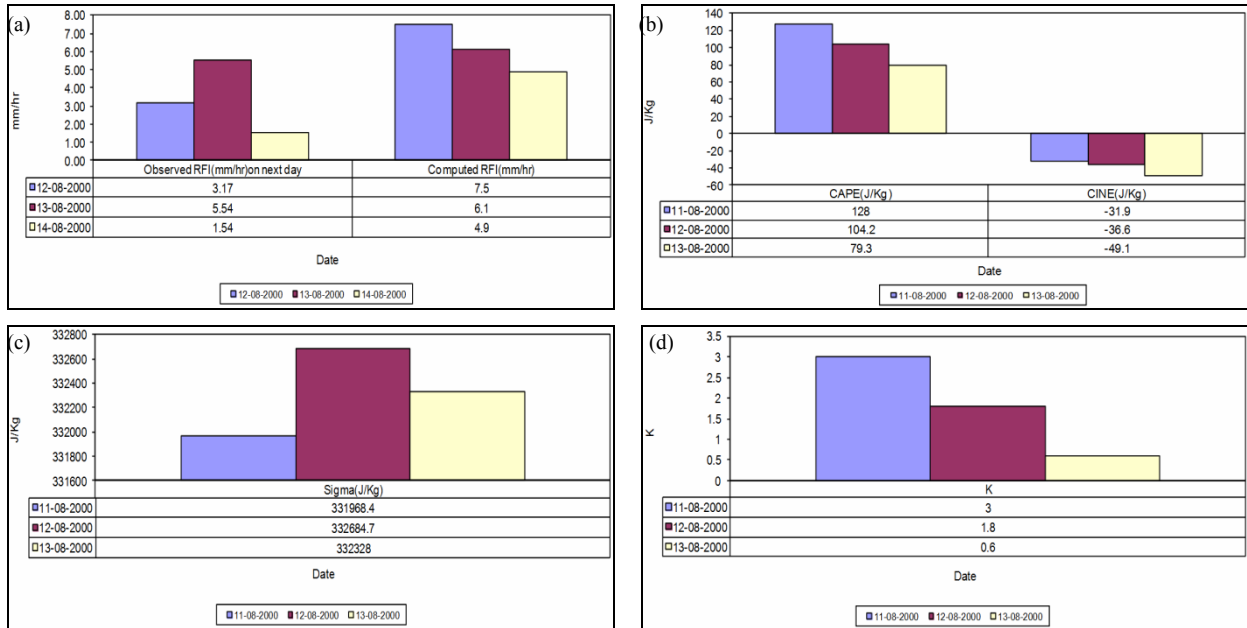 (a)
8.00
7.00
6.00
5.00
4.00
3.00
2.00
1.00
0.00
mm/hr
Observed RFI(mm/hr)on next day Computed RFI(mm/hr)
12-08-2000 3.17 7.5
13-08-2000 5.54 6.1
14-08-2000 1.54 4.9
Date
12-08-2000 13-08-2000 14-08-2000
(b)
140
120
100
80
60
40
20
0
-20
-40
-60
J/Kg
CAPE(J/Kg) CINE(J/Kg)
11-08-2000 128 -31.9
12-08-2000 104.2 -36.6
13-08-2000 79.3 -49.1
Date
11-08-2000 12-08-2000 13-08-2000
(c)
332800
332600
332400
332200
332000
331800
331600
J/Kg
Sigma(J/Kg)
11-08-2000 331968.4
12-08-2000 332684.7
13-08-2000 332328
Date
11-08-2000 12-08-2000 13-08-2000
(d)
3.5
3
2.5
2
1.5
1
0.5
0
K
K
11-08-2000 3
12-08-2000 1.8
13-08-2000 0.6
Date
11-08-2000 12-08-2000 13-08-2000